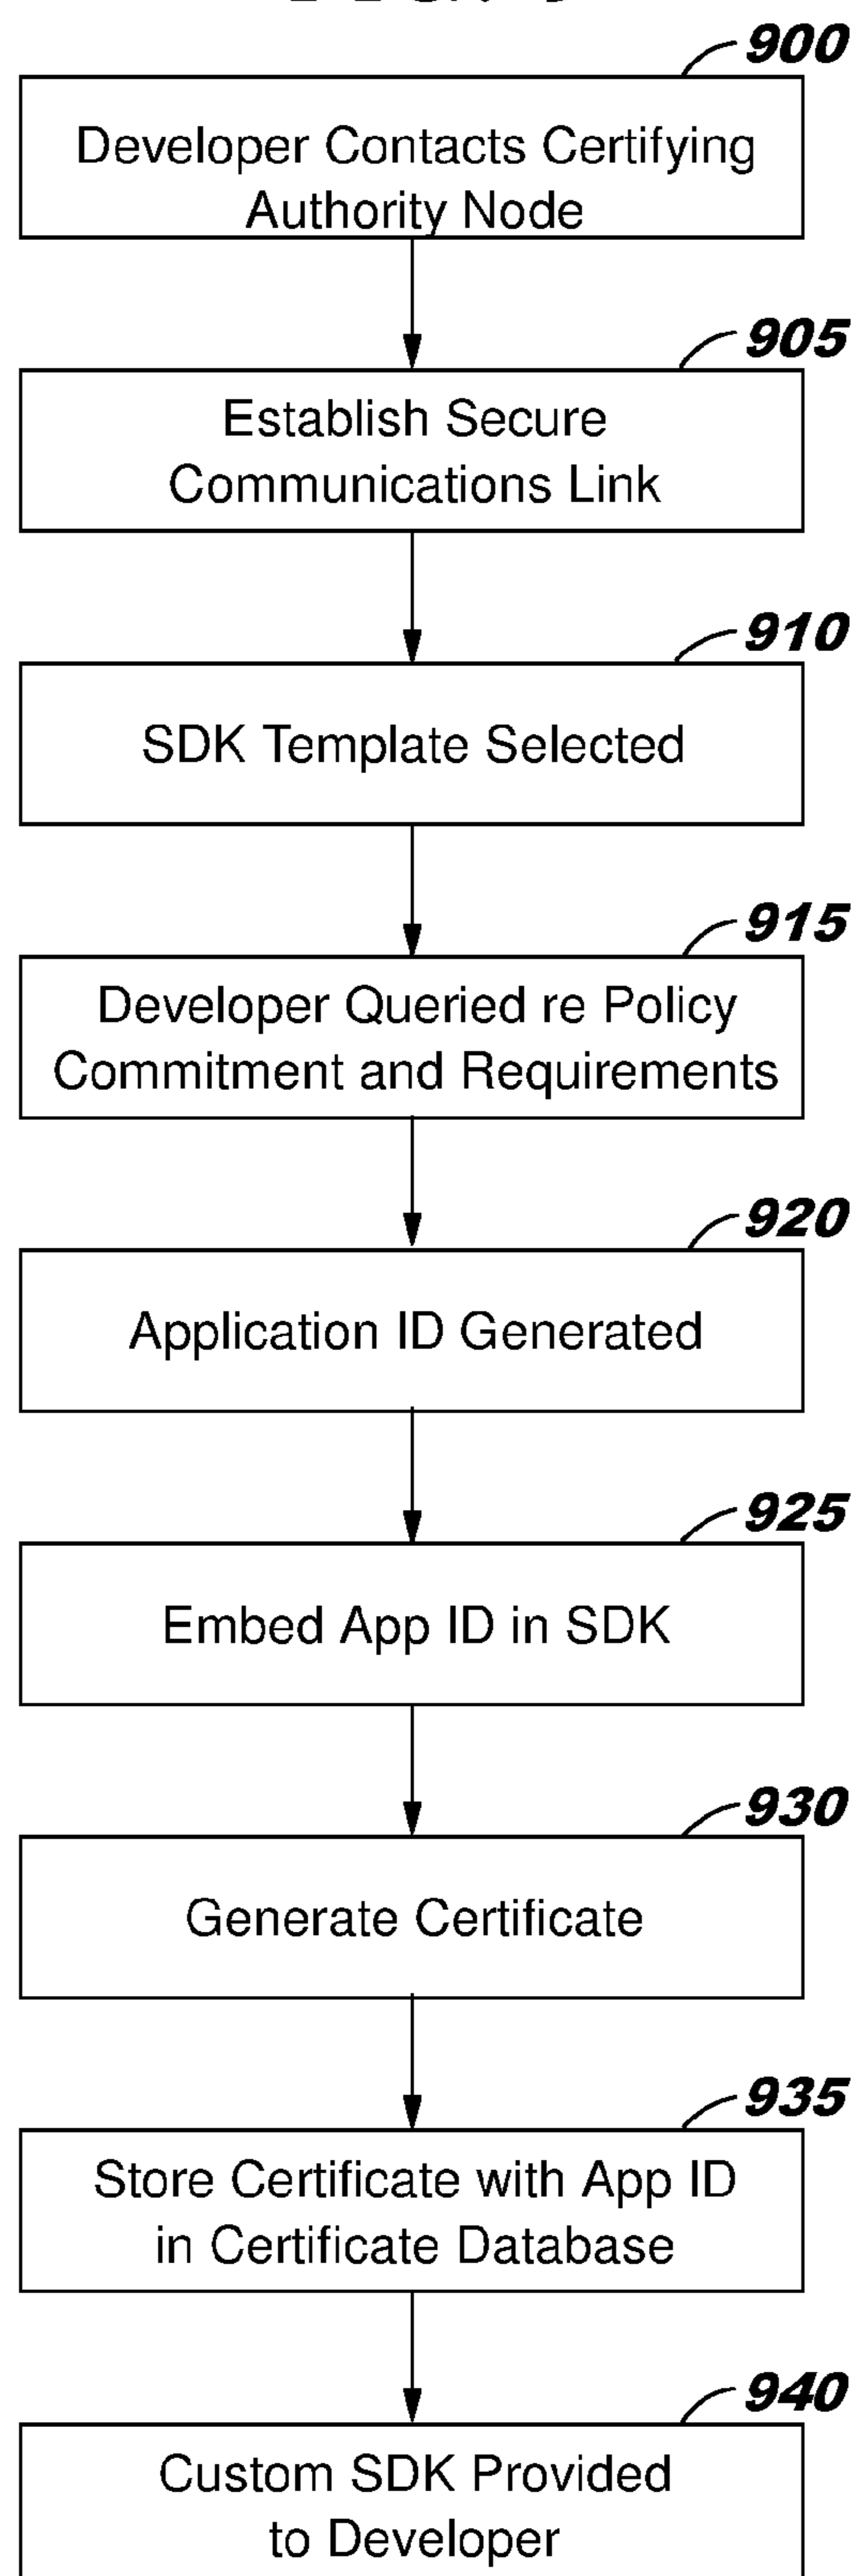 900
Developer Contacts Certifying
Authority Node
905
Establish Secure
Communications Link
910
SDK Template Selected
915
Developer Queried re Policy
Commitment and Requirements
920
Application ID Generated
925
Embed App ID in SDK
930
Generate Certificate
935
Store Certificate with App ID
in Certificate Database
940
Custom SDK Provided
to Developer